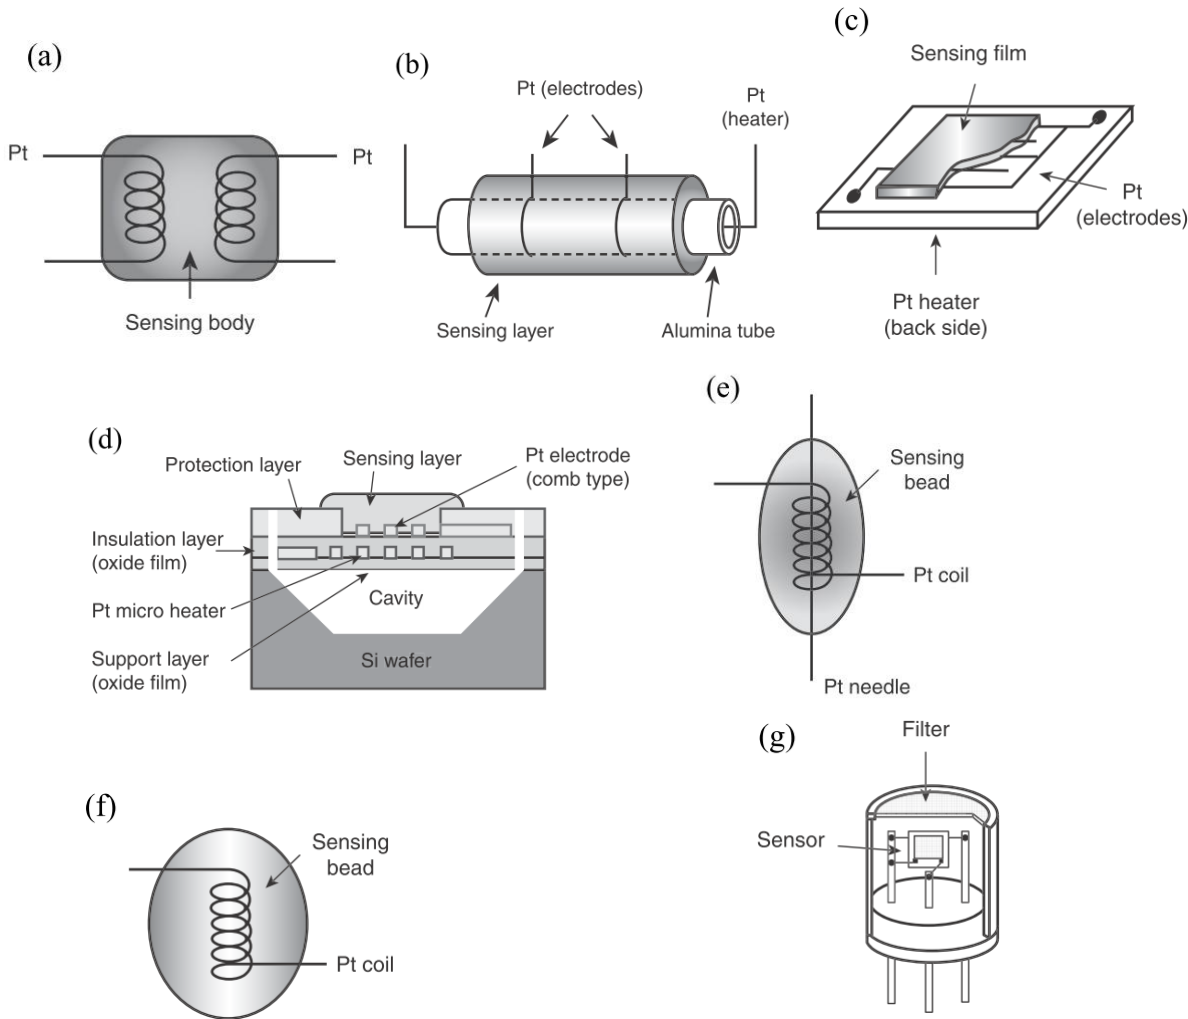 (a)
Pt
Pt
Sensing body
(b)
Pt (electrodes)
Pt
(heater)
Sensing layer
Alumina tube
(c)
Sensing film
Pt
(electrodes)
Pt heater
(back side)
(d)
Protection layer
Sensing layer
Pt electrode
(comb type)
Insulation layer
(oxide film)
Pt micro heater
Cavity
Support layer
(oxide film)
Si wafer
(e)
Sensing
bead
Pt coil
Pt needle
(f)
Sensing
bead
Pt coil
(g)
Filter
Sensor